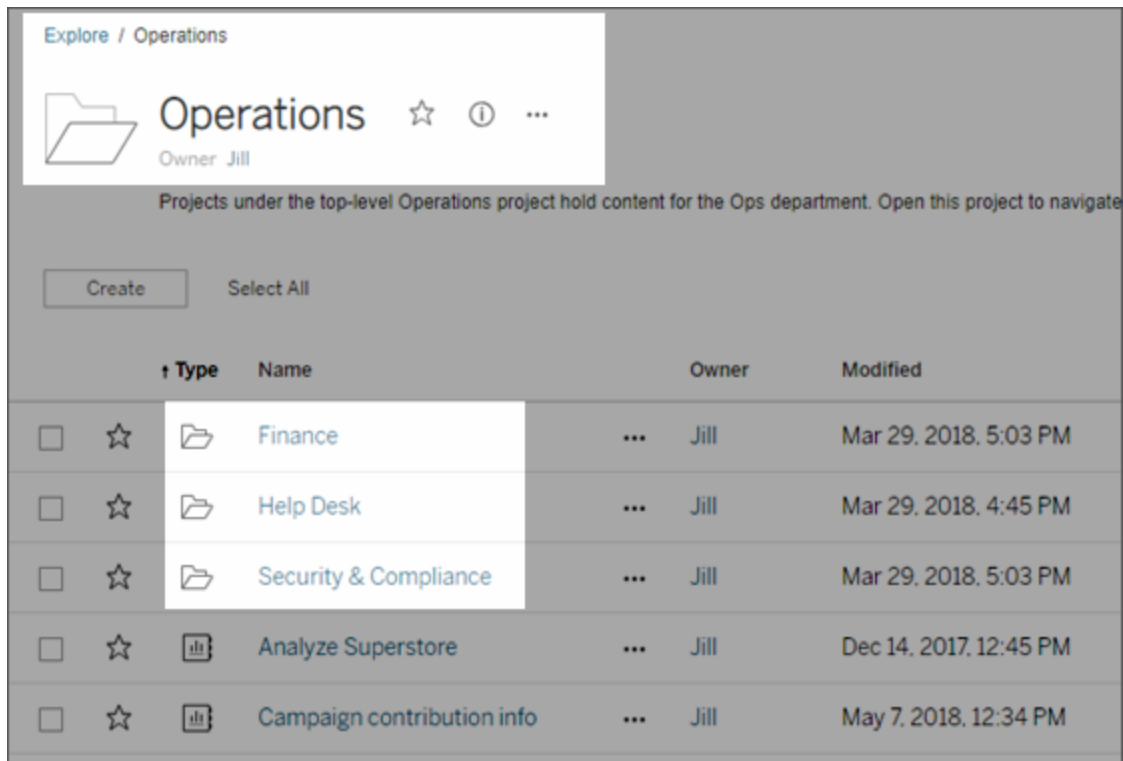 Explore / Operations
Operations
Owner Jill
Projects under the top-level Operations project hold content for the Ops department. Open this project to navigate
Create Select All
↑ Type Name Owner Modified
Finance ••• Jill Mar 29, 2018, 5:03 PM
Help Desk ••• Jill Mar 29, 2018, 4:45 PM
Security & Compliance ••• Jill Mar 29, 2018, 5:03 PM
Analyze Superstore ••• Jill Dec 14, 2017, 12:45 PM
Campaign contribution info ••• Jill May 7, 2018, 12:34 PM